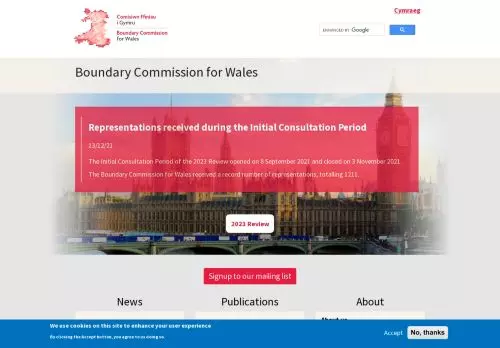 Comisiwn Ffiniau
i Gymru
Boundary Commission
for Wales
Cymraeg
ENHANCED BY Google
Boundary Commission for Wales
Representations received during the Initial Consultation Period
13/12/21
The Initial Consultation Period of the 2023 Review opened on 8 September 2021 and closed on 3 November 2021
The Boundary Commission for Wales received a record number of representations, totalling 1211.
2023 Review
Signup to our mailing list
News
Publications
About
About us
We use cookies on this site to enhance your user experience
By clicking the Accept button, you agree to us doing so.
Accept
No, thanks